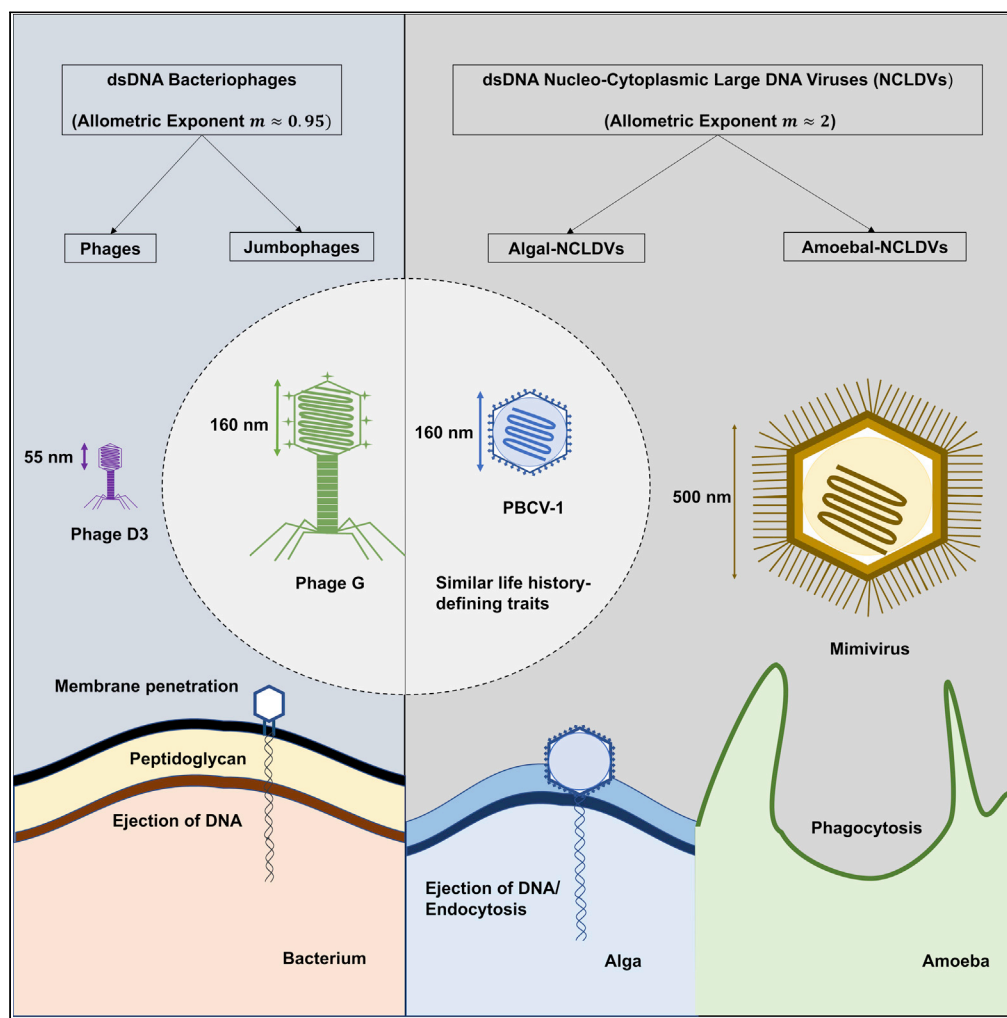 dsDNA Bacteriophages
(Allometric Exponent m ≈ 0.95)
dsDNA Nucleo-Cytoplasmic Large DNA Viruses (NCLDVs)
(Allometric Exponent m ≈ 2)
Phages
Jumbophages
Algal-NCLDVs
Amoebal-NCLDVs
55 nm
Phage D3
160 nm
Phage G
160 nm
PBCV-1
Similar life history-
defining traits
500 nm
Mimivirus
Membrane penetration
Peptidoglycan
Ejection of DNA
Bacterium
Ejection of DNA/
Endocytosis
Alga
Phagocytosis
Amoeba